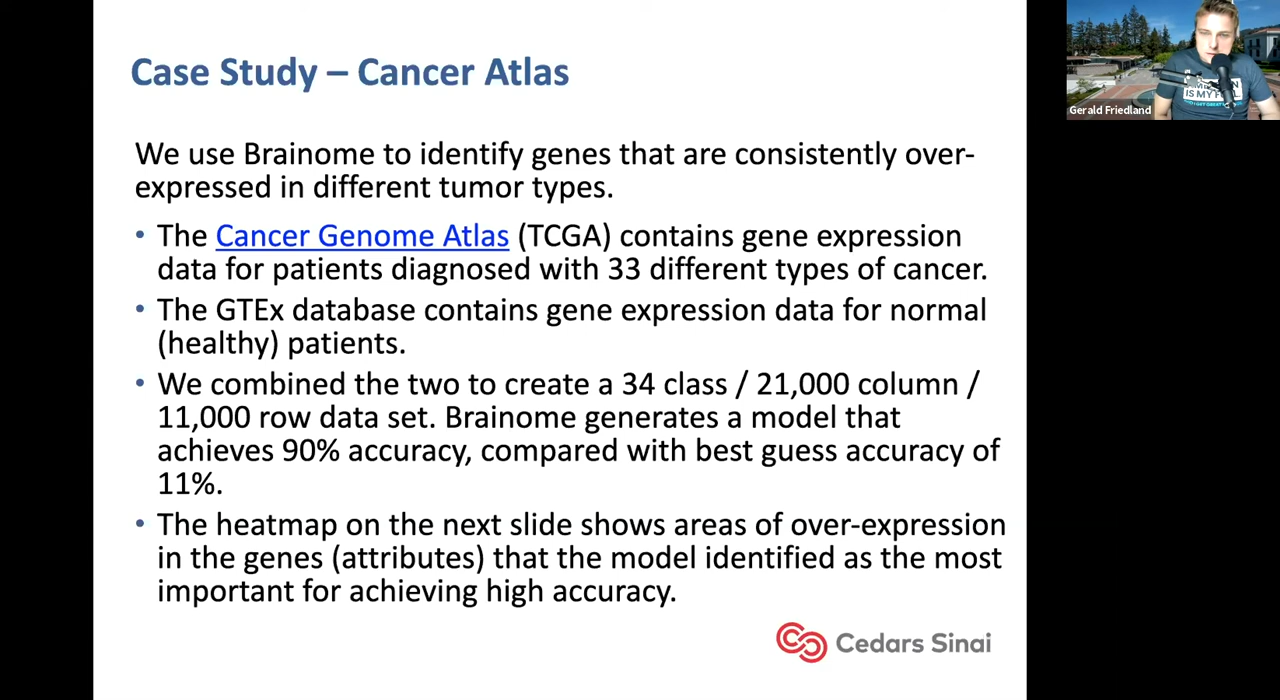 Case Study – Cancer Atlas
We use Brainome to identify genes that are consistently over-
expressed in different tumor types.
• The Cancer Genome Atlas (TCGA) contains gene expression
data for patients diagnosed with 33 different types of cancer.
• The GTEx database contains gene expression data for normal
(healthy) patients.
• We combined the two to create a 34 class / 21,000 column /
11,000 row data set. Brainome generates a model that
achieves 90% accuracy, compared with best guess accuracy of
11%.
• The heatmap on the next slide shows areas of over-expression
in the genes (attributes) that the model identified as the most
important for achieving high accuracy.
Cedars Sinai
Gerald Friedland
IS MY